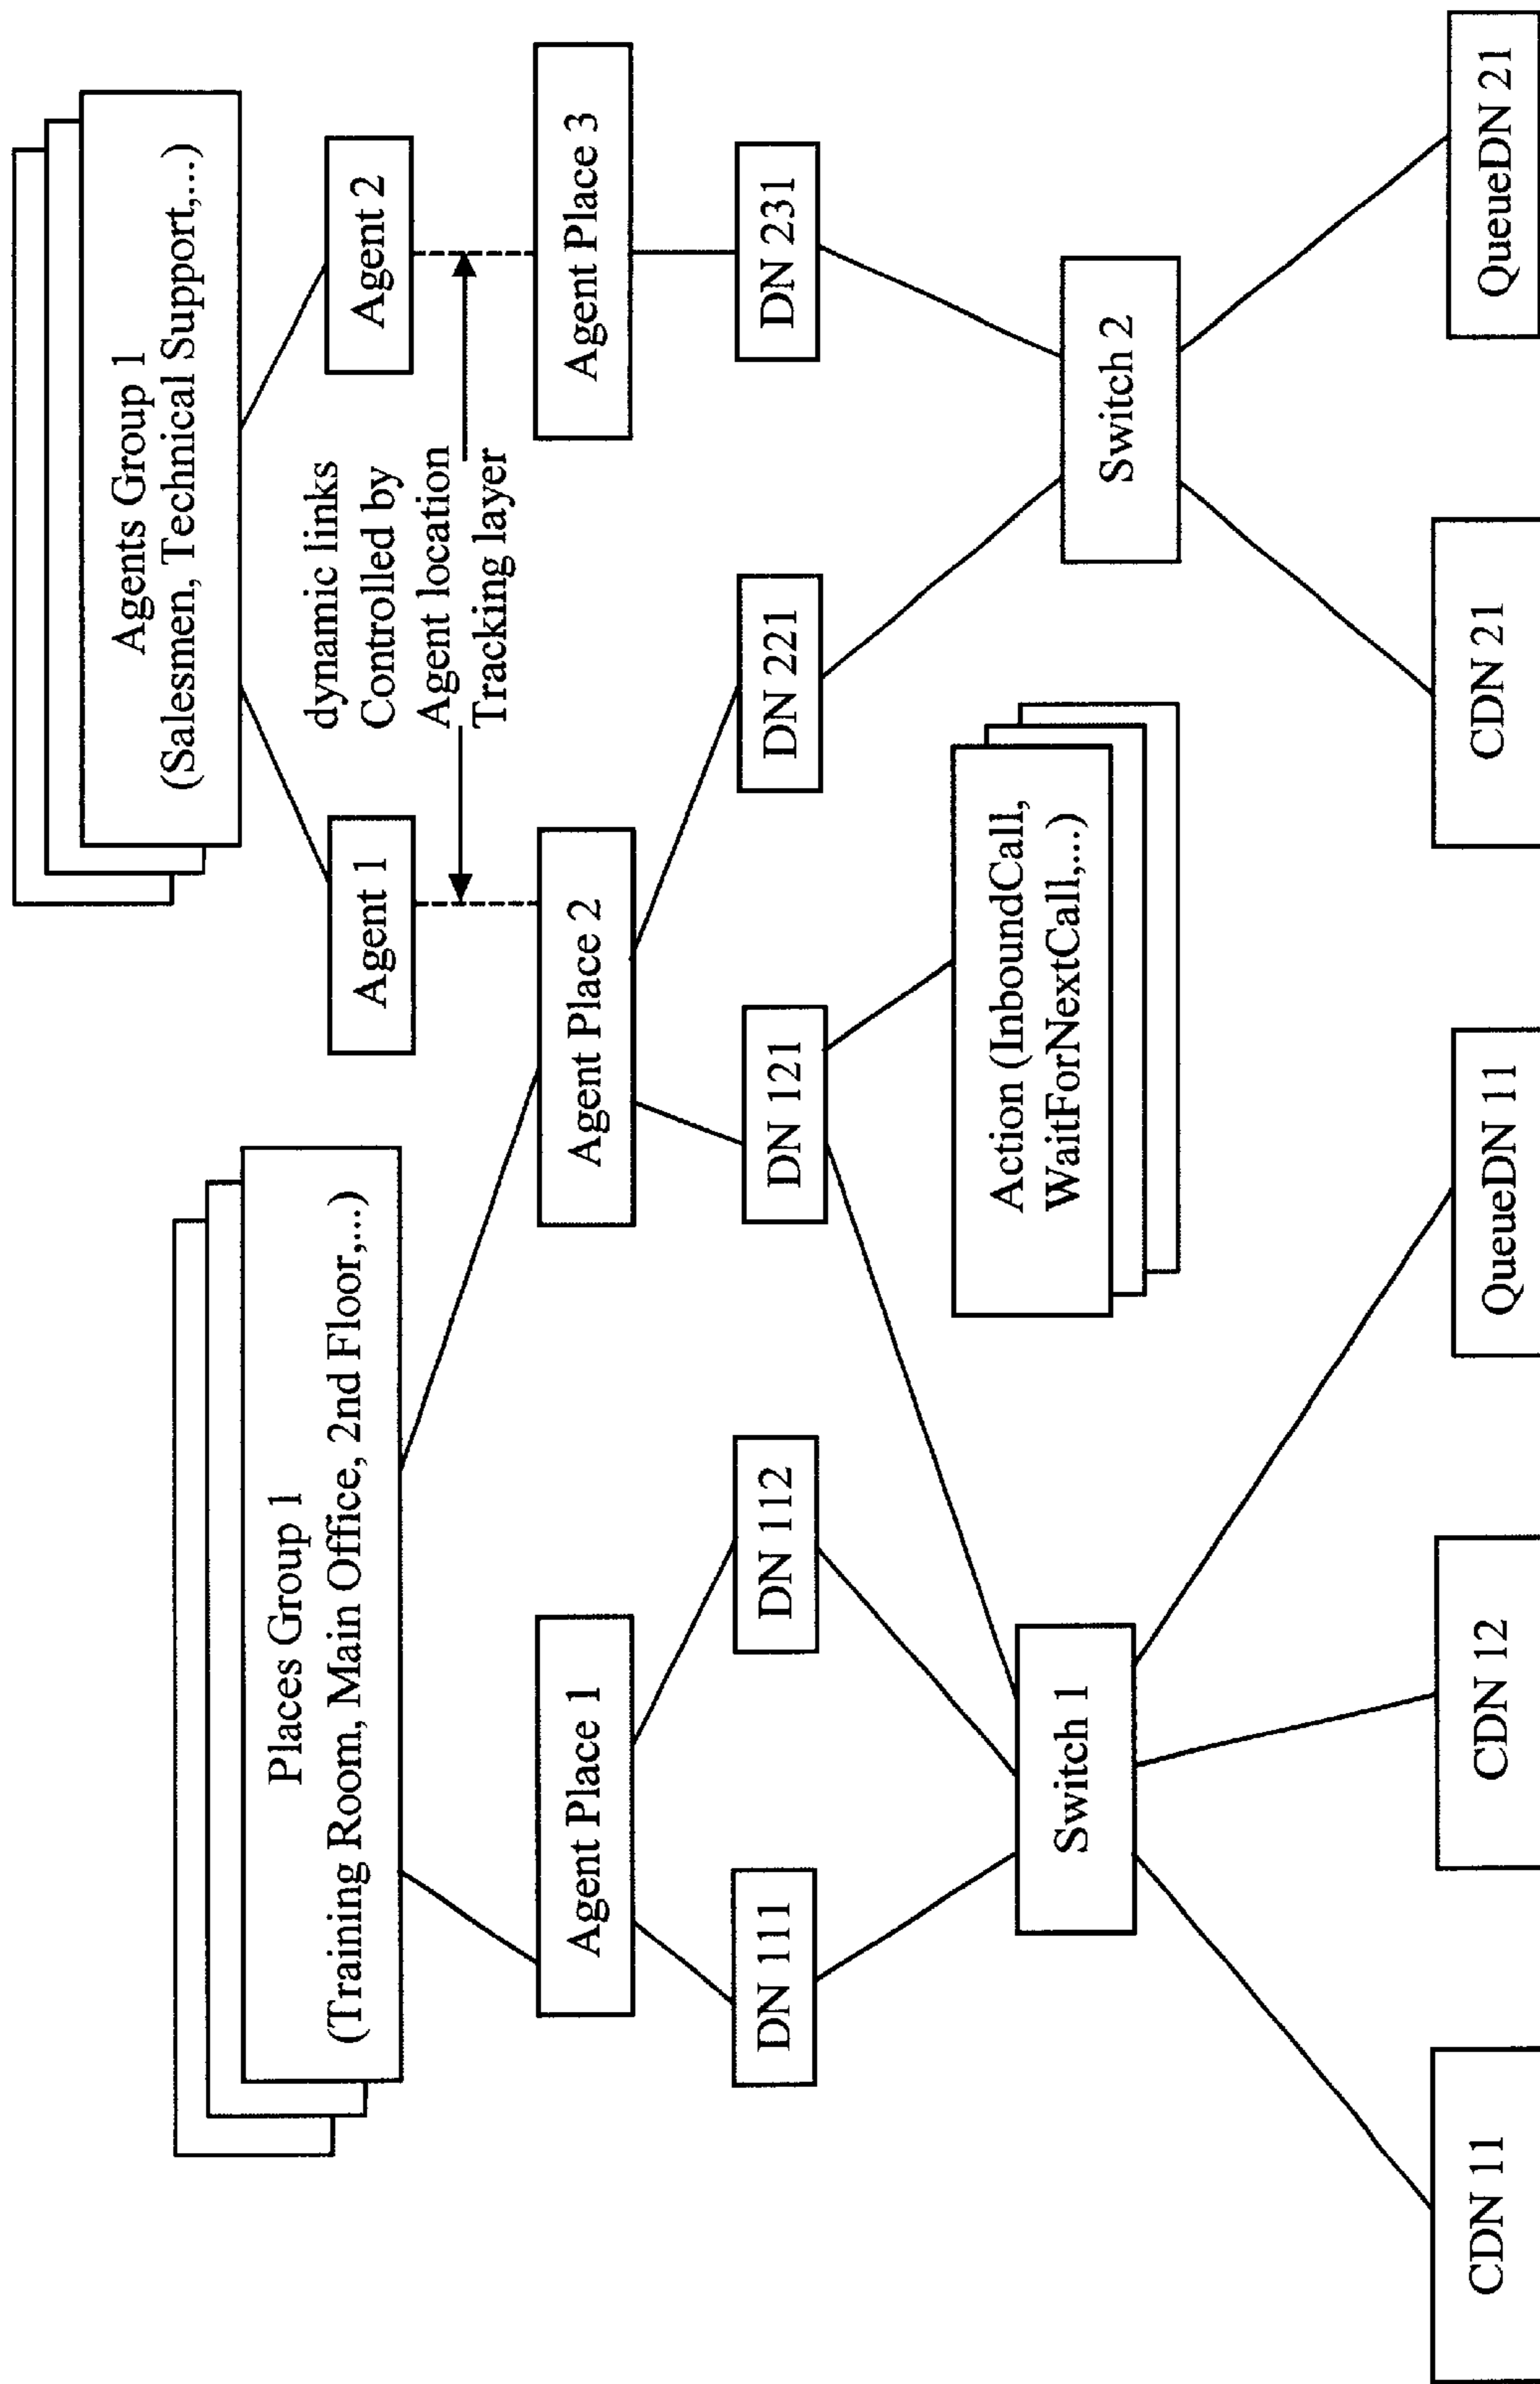 Agents Group 1
(Salesmen, Technical Support,...)
Places Group 1
(Training Room, Main Office, 2nd Floor,...)
Agent 1
dynamic links
Controlled by
Agent location
Tracking layer
Agent 2
Agent Place 1
Agent Place 2
Agent Place 3
DN 111
DN 112
DN 121
DN 221
DN 231
Action (InboundCall,
WaitForNextCall,...)
Switch 1
Switch 2
CDN 11
CDN 12
QueueDN 11
CDN 21
QueueDN 21